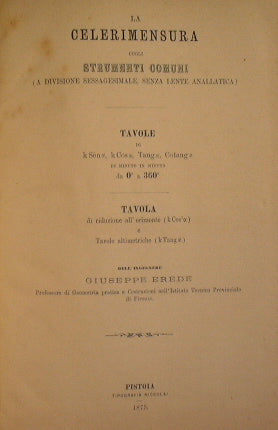 LA
CELERIMENSURA
COGLI
STRUMENTI COMUNI
(A DIVISIONE SESSAGESIMALE, SENZA LENTE ANALLATICA)
TAVOLE
DI
k Sen α, k Cos α, Tang α, Cotang α
DI MINUTO IN MINUTO
da 0° a 360°
TAVOLA
di riduzione all'orizzonte (k Cos² α)
e
Tavole altimetriche (k Tang α)
DELL'INGEGNERE
GIUSEPPE EREDE
Professore di Geometria pratica e Costruzioni nell'Istituto Tecnico Provinciale
di Firenze.
PISTOIA
TIPOGRAFIA NICCOLAI
1875.